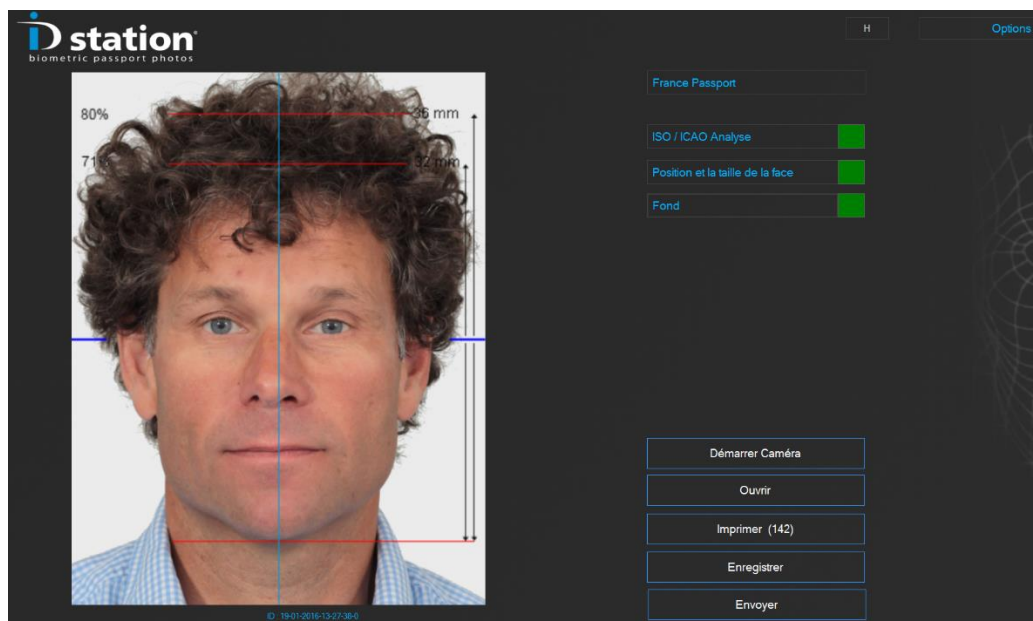 iD station
biometric passport photos
H
Options
France Passport
80%
36 mm
71%
32 mm
ISO / ICAO Analyse
Position et la taille de la face
Fond
Démarrer Caméra
Ouvrir
Imprimer (142)
Enregistrer
Envoyer
ID : 19-01-2016-13-27-38-0